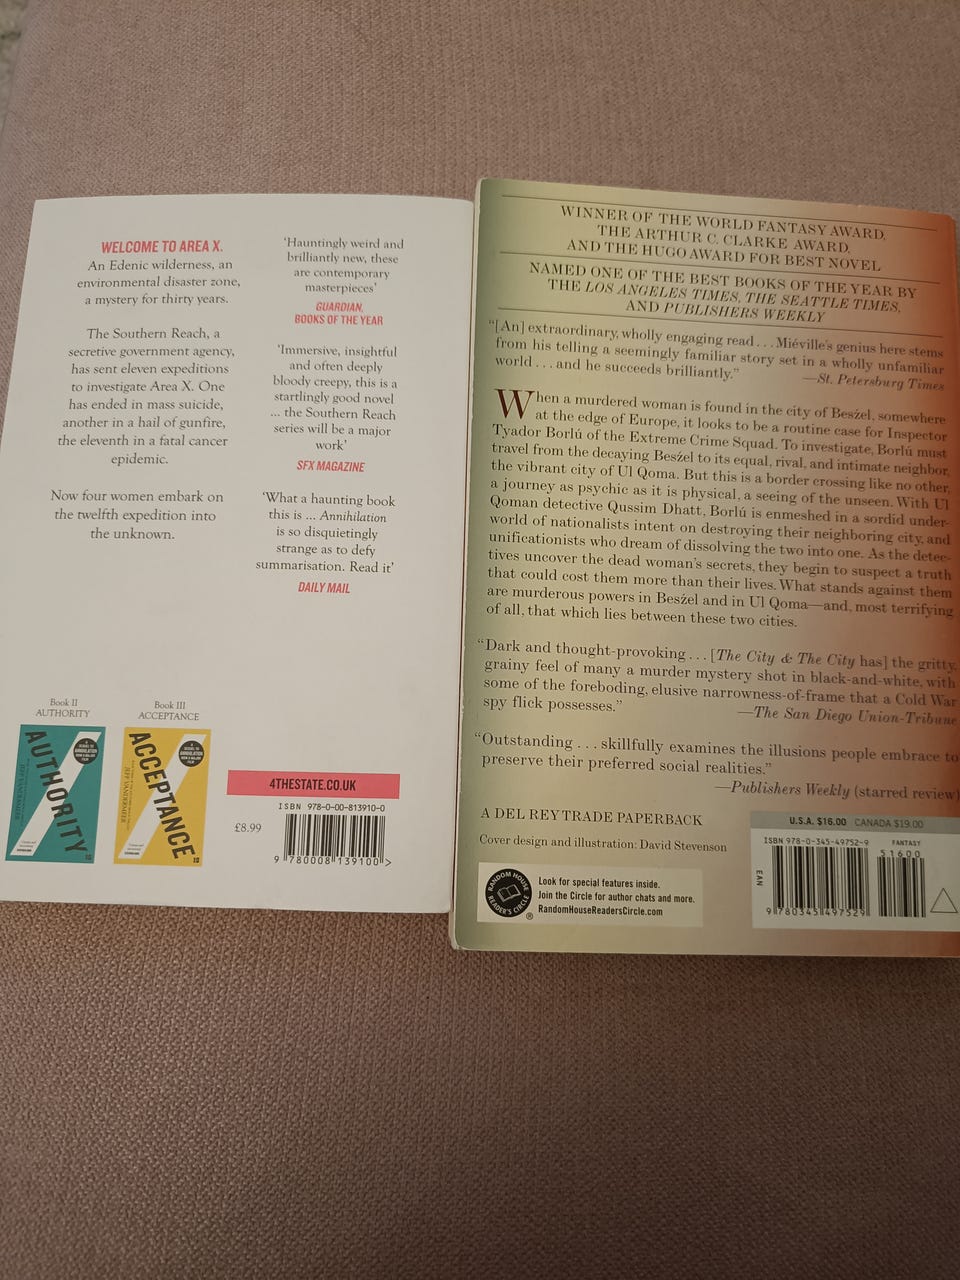 WELCOME TO AREA X.
An Edenic wilderness, an
environmental disaster zone,
a mystery for thirty years.
The Southern Reach, a
secretive government agency,
has sent eleven expeditions
to investigate Area X. One
has ended in mass suicide,
another in a hail of gunfire,
the eleventh in a fatal cancer
epidemic.
Now four women embark on
the twelfth expedition into
the unknown.
'Hauntingly weird and
brilliantly new, these
are contemporary
masterpieces'
GUARDIAN,
BOOKS OF THE YEAR
'Immersive, insightful
and often deeply
bloody creepy, this is a
startlingly good novel
... the Southern Reach
series will be a major
work'
SFX MAGAZINE
'What a haunting book
this is ... Annihilation
is so disquietingly
strange as to defy
summarisation. Read it'
DAILY MAIL
Book II
AUTHORITY
Book III
ACCEPTANCE
AUTHORITY
JEFF VANDERMEER
ACCEPTANCE
JEFF VANDERMEER
4THESTATE.CO.UK
ISBN 978-0-00-813910-0
£8.99
9 780008 139100 >
WINNER OF THE WORLD FANTASY AWARD,
THE ARTHUR C. CLARKE AWARD,
AND THE HUGO AWARD FOR BEST NOVEL
NAMED ONE OF THE BEST BOOKS OF THE YEAR BY
THE LOS ANGELES TIMES, THE SEATTLE TIMES,
AND PUBLISHERS WEEKLY
"[An] extraordinary, wholly engaging read . . . Miéville's genius here stems
from his telling a seemingly familiar story set in a wholly unfamiliar
world . . . and he succeeds brilliantly."
—St. Petersburg Times
When a murdered woman is found in the city of Besźel, somewhere
at the edge of Europe, it looks to be a routine case for Inspector
Tyador Borlú of the Extreme Crime Squad. To investigate, Borlú must
travel from the decaying Besźel to its equal, rival, and intimate neighbor,
the vibrant city of Ul Qoma. But this is a border crossing like no other,
a journey as psychic as it is physical, a seeing of the unseen. With Ul
Qoman detective Qussim Dhatt, Borlú is enmeshed in a sordid under-
world of nationalists intent on destroying their neighboring city, and
unificationists who dream of dissolving the two into one. As the detec-
tives uncover the dead woman's secrets, they begin to suspect a truth
that could cost them more than their lives. What stands against them
are murderous powers in Besźel and in Ul Qoma—and, most terrifying
of all, that which lies between these two cities.
"Dark and thought-provoking . . . [The City & The City has] the gritty,
grainy feel of many a murder mystery shot in black-and-white, with
some of the foreboding, elusive narrowness-of-frame that a Cold War
spy flick possesses."
—The San Diego Union-Tribune
"Outstanding . . . skillfully examines the illusions people embrace to
preserve their preferred social realities."
—Publishers Weekly (starred review)
A DEL REY TRADE PAPERBACK
Cover design and illustration: David Stevenson
RANDOM HOUSE
READER'S CIRCLE
®
Look for special features inside.
Join the Circle for author chats and more.
RandomHouseReadersCircle.com
U.S.A. $16.00 CANADA $19.00
ISBN 978-0-345-49752-9
FANTASY
51600
EAN
9 780345 497529